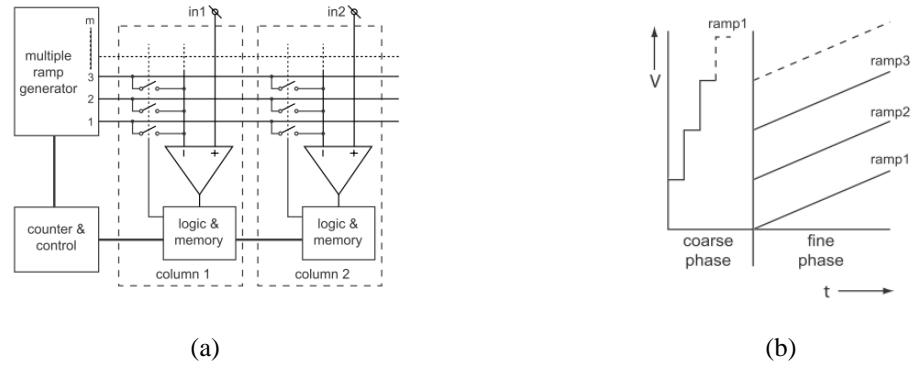 in1
in2
m
multiple
ramp
generator
3
2
1
− +
− +
counter &
control
logic &
memory
logic &
memory
column 1
column 2
(a)
ramp1
V
ramp3
ramp2
ramp1
coarse
phase
fine
phase
t
(b)